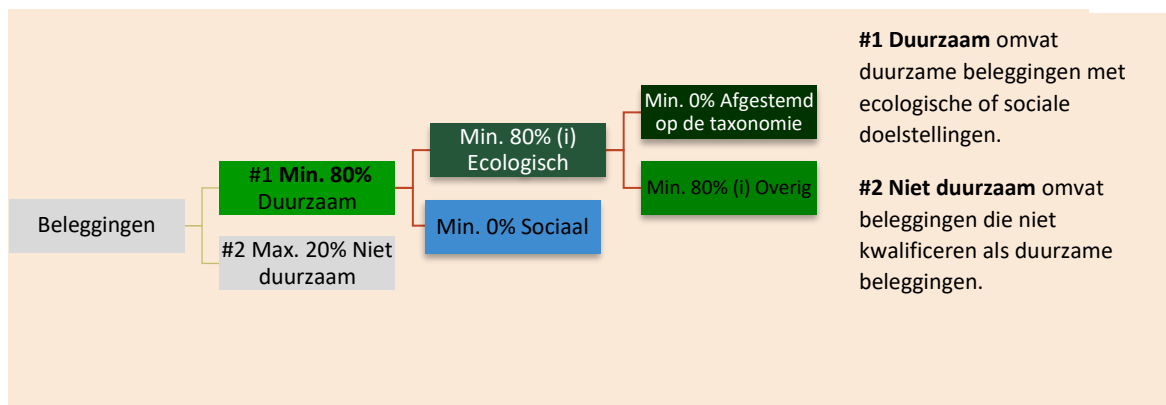 Beleggingen
#1 Min. 80%
Duurzaam
#2 Max. 20% Niet
duurzaam
Min. 80% (i)
Ecologisch
Min. 0% Sociaal
Min. 0% Afgestemd
op de taxonomie
Min. 80% (i) Overig
#1 Duurzaam omvat
duurzame beleggingen met
ecologische of sociale
doelstellingen.
#2 Niet duurzaam omvat
beleggingen die niet
kwalificeren als duurzame
beleggingen.